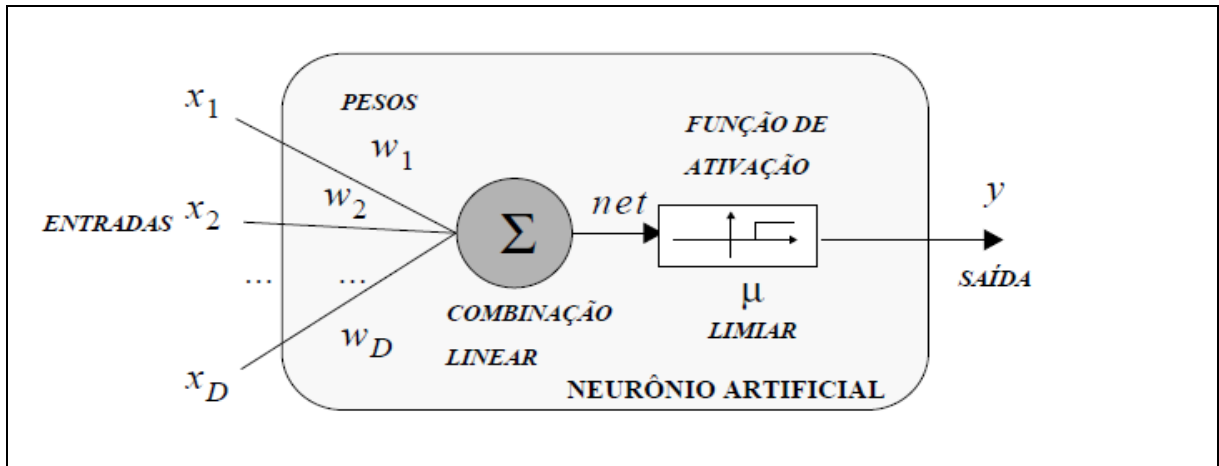 x1
PESOS
w1
FUNÇÃO DE
ATIVAÇÃO
ENTRADAS x2
w2
Σ
net
y
SAÍDA
... ...
μ
LIMIAR
COMBINAÇÃO
LINEAR
wD
xD
NEURÔNIO ARTIFICIAL